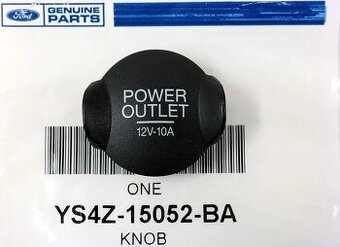 Ford
GENUINE
PARTS
POWER
OUTLET
12V-10A
ONE
YS4Z-15052-BA
KNOB